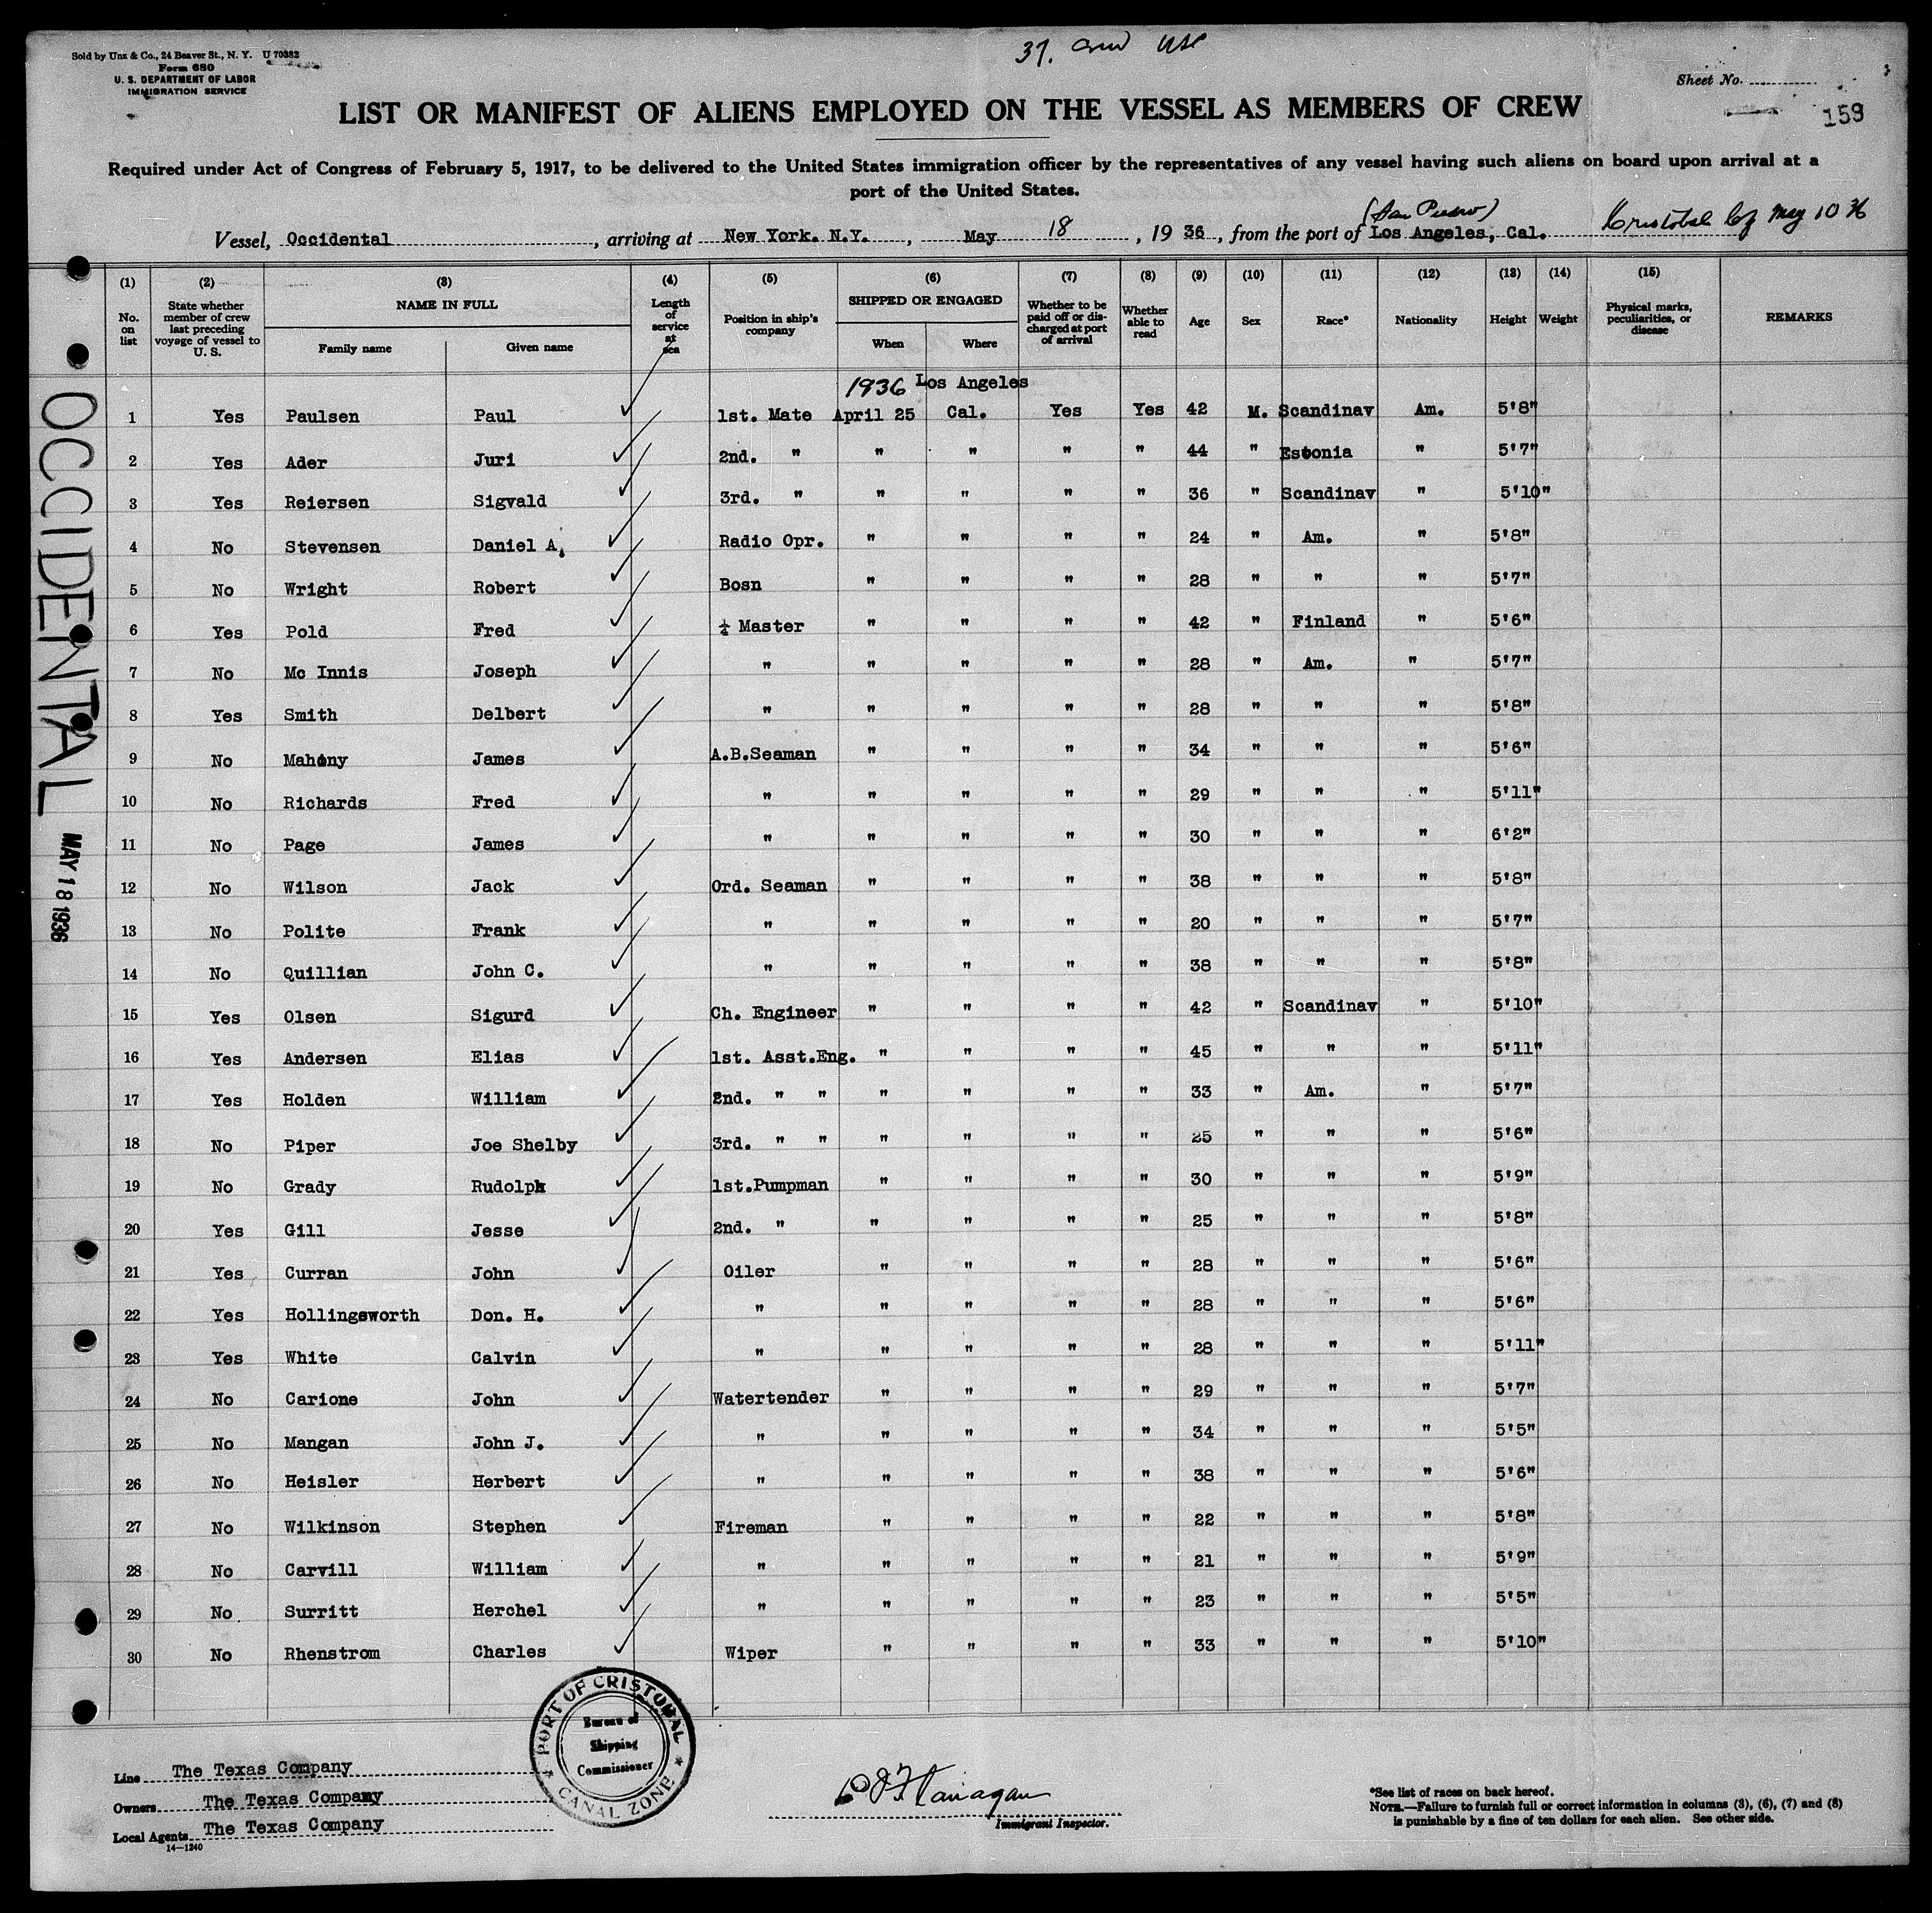 Sold by Unz & Co., 24 Beaver St., N. Y. U 70382
Form 680
U. S. DEPARTMENT OF LABOR
IMMIGRATION SERVICE
37. Crew USC
Sheet No.
159
LIST OR MANIFEST OF ALIENS EMPLOYED ON THE VESSEL AS MEMBERS OF CREW
Required under Act of Congress of February 5, 1917, to be delivered to the United States immigration officer by the representatives of any vessel having such aliens on board upon arrival at a
port of the United States.
Vessel, Occidental, arriving at New York. N.Y., May 18, 1936, from the port of Los Angeles, Cal. (San Pedro) Cristobal CZ May 10 36
(1) (2) (3) (4) (5) (6) (7) (8) (9) (10) (11) (12) (13) (14) (15)
No. on list State whether member of crew last preceding voyage of vessel to U. S. NAME IN FULL Family name Given name Length of service at sea Position in ship's company SHIPPED OR ENGAGED When Where Whether to be paid off or discharged at port of arrival Whether able to read Age Sex Race* Nationality Height Weight Physical marks, peculiarities, or disease REMARKS
1936 Los Angeles
1 Yes Paulsen Paul 1st. Mate April 25 Cal. Yes Yes 42 M. Scandinav Am. 5'8"
2 Yes Ader Juri 2nd. " " " " " 44 " Estonia " 5'7"
3 Yes Reiersen Sigvald 3rd. " " " " " 36 " Scandinav " 5'10"
4 No Stevensen Daniel A. Radio Opr. " " " " 24 " Am. " 5'8"
5 No Wright Robert Bosn " " " " 28 " " " 5'7"
6 Yes Pold Fred ¼ Master " " " " 42 " Finland " 5'6"
7 No Mc Innis Joseph " " " " " 28 " Am. " 5'7"
8 Yes Smith Delbert " " " " " 28 " " " 5'8"
9 No Mahony James A.B.Seaman " " " " 34 " " " 5'6"
10 No Richards Fred " " " " " 29 " " " 5'11"
11 No Page James " " " " " 30 " " " 6'2"
12 No Wilson Jack Ord. Seaman " " " " 38 " " " 5'8"
13 No Polite Frank " " " " " 20 " " " 5'7"
14 No Quillian John C. " " " " " 38 " " " 5'8"
15 Yes Olsen Sigurd Ch. Engineer " " " " 42 " Scandinav " 5'10"
16 Yes Andersen Elias 1st. Asst.Eng. " " " " 45 " " " 5'11"
17 Yes Holden William 2nd. " " " " " " 33 " Am. " 5'7"
18 No Piper Joe Shelby 3rd. " " " " " " 25 " " " 5'6"
19 No Grady Rudolph 1st.Pumpman " " " " 30 " " " 5'9"
20 Yes Gill Jesse 2nd. " " " " " 25 " " " 5'8"
21 Yes Curran John Oiler " " " " 28 " " " 5'6"
22 Yes Hollingsworth Don. H. " " " " " 28 " " " 5'6"
23 Yes White Calvin " " " " " 28 " " " 5'11"
24 No Carione John Watertender " " " " 29 " " " 5'7"
25 No Mangan John J. " " " " " 34 " " " 5'5"
26 No Heisler Herbert " " " " " 38 " " " 5'6"
27 No Wilkinson Stephen Fireman " " " " 22 " " " 5'8"
28 No Carvill William " " " " " 21 " " " 5'9"
29 No Surritt Herchel " " " " " 23 " " " 5'5"
30 No Rhenstrom Charles Wiper " " " " 33 " " " 5'10"
OCCIDENTAL
MAY 18 1936
Line The Texas Company
Owners The Texas Company
Local Agents The Texas Company
14—1240
PORT OF CRISTOBAL
Bureau of
Shipping
Commissioner
CANAL ZONE
Flanagan
Immigrant Inspector.
*See list of races on back hereof.
NOTE.—Failure to furnish full or correct information in columns (3), (6), (7) and (8)
is punishable by a fine of ten dollars for each alien. See other side.